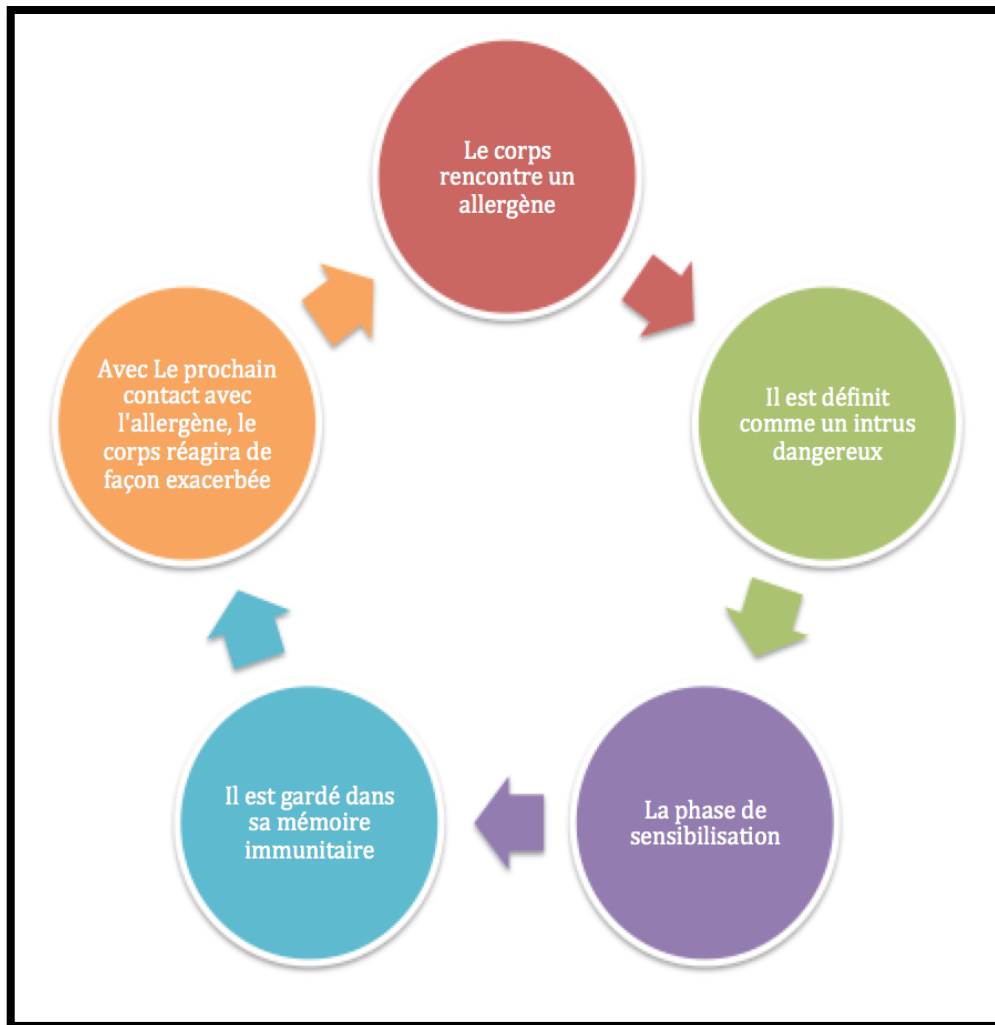 Le corps
rencontre un
allergène
Il est définit
comme un intrus
dangereux
La phase de
sensibilisation
Il est gardé dans
sa mémoire
immunitaire
Avec Le prochain
contact avec
l'allergène, le
corps réagira de
façon exacerbée